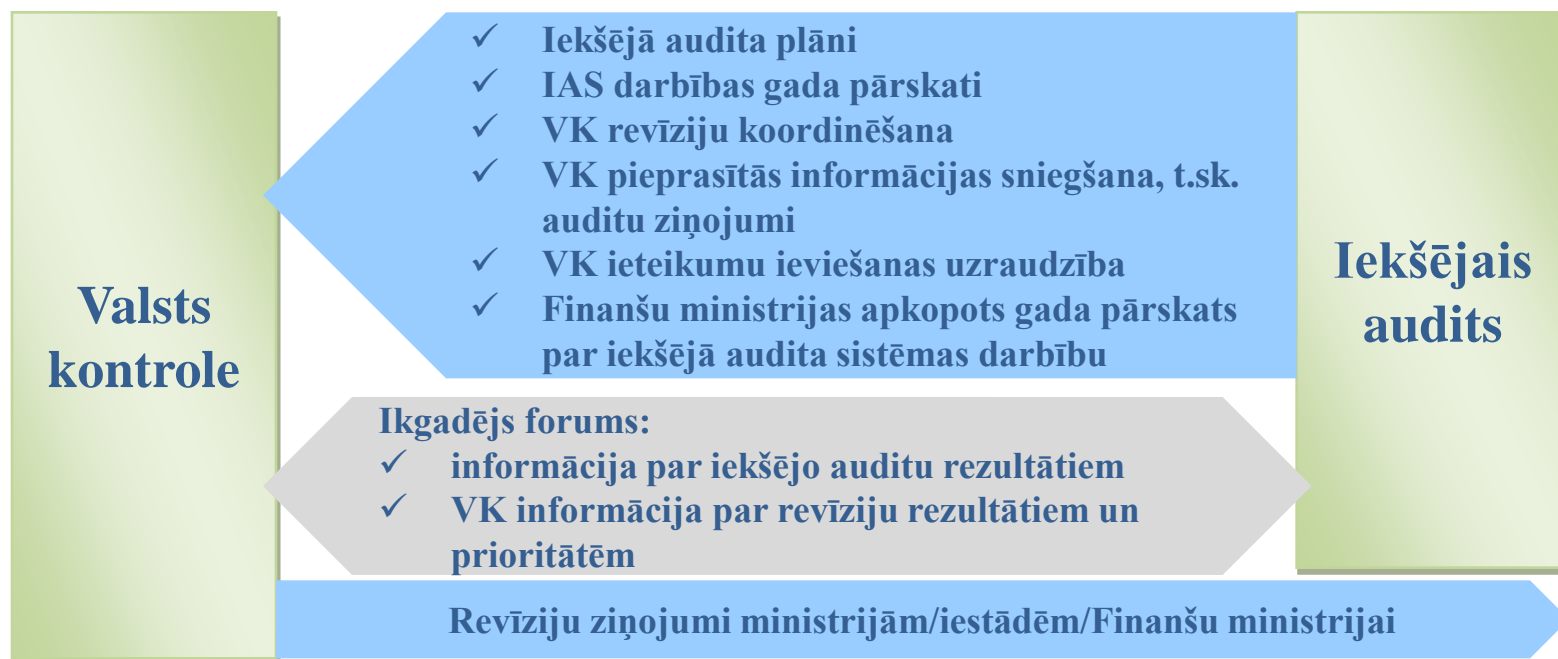 Valsts
kontrole
✓ Iekšējā audita plāni
✓ IAS darbības gada pārskati
✓ VK revīziju koordinēšana
✓ VK pieprasītās informācijas sniegšana, t.sk.
auditu ziņojumi
✓ VK ieteikumu ieviešanas uzraudzība
✓ Finanšu ministrijas apkopots gada pārskats
par iekšējā audita sistēmas darbību
Iekšējais
audits
Ikgadējs forums:
✓ informācija par iekšējo auditu rezultātiem
✓ VK informācija par revīziju rezultātiem un
prioritātēm
Revīziju ziņojumi ministrijām/iestādēm/Finanšu ministrijai